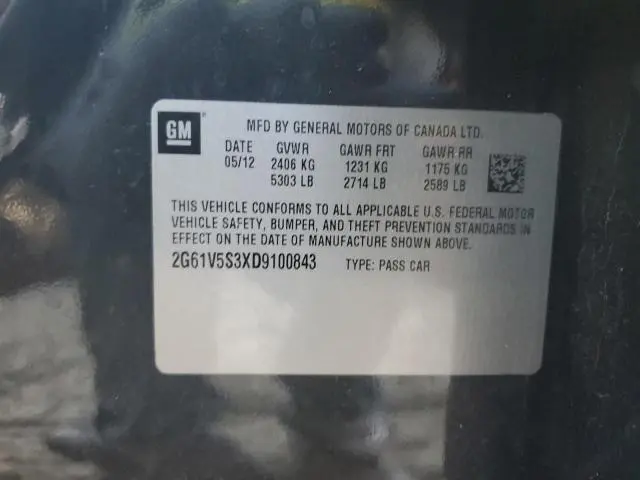 GM
MFD BY GENERAL MOTORS OF CANADA LTD.
DATE GVWR GAWR FRT GAWR RR
05/12 2406 KG 1231 KG 1175 KG
5303 LB 2714 LB 2589 LB
THIS VEHICLE CONFORMS TO ALL APPLICABLE U.S. FEDERAL MOTOR
VEHICLE SAFETY, BUMPER, AND THEFT PREVENTION STANDARDS IN
EFFECT ON THE DATE OF MANUFACTURE SHOWN ABOVE.
2G61V5S3XD9100843 TYPE: PASS CAR